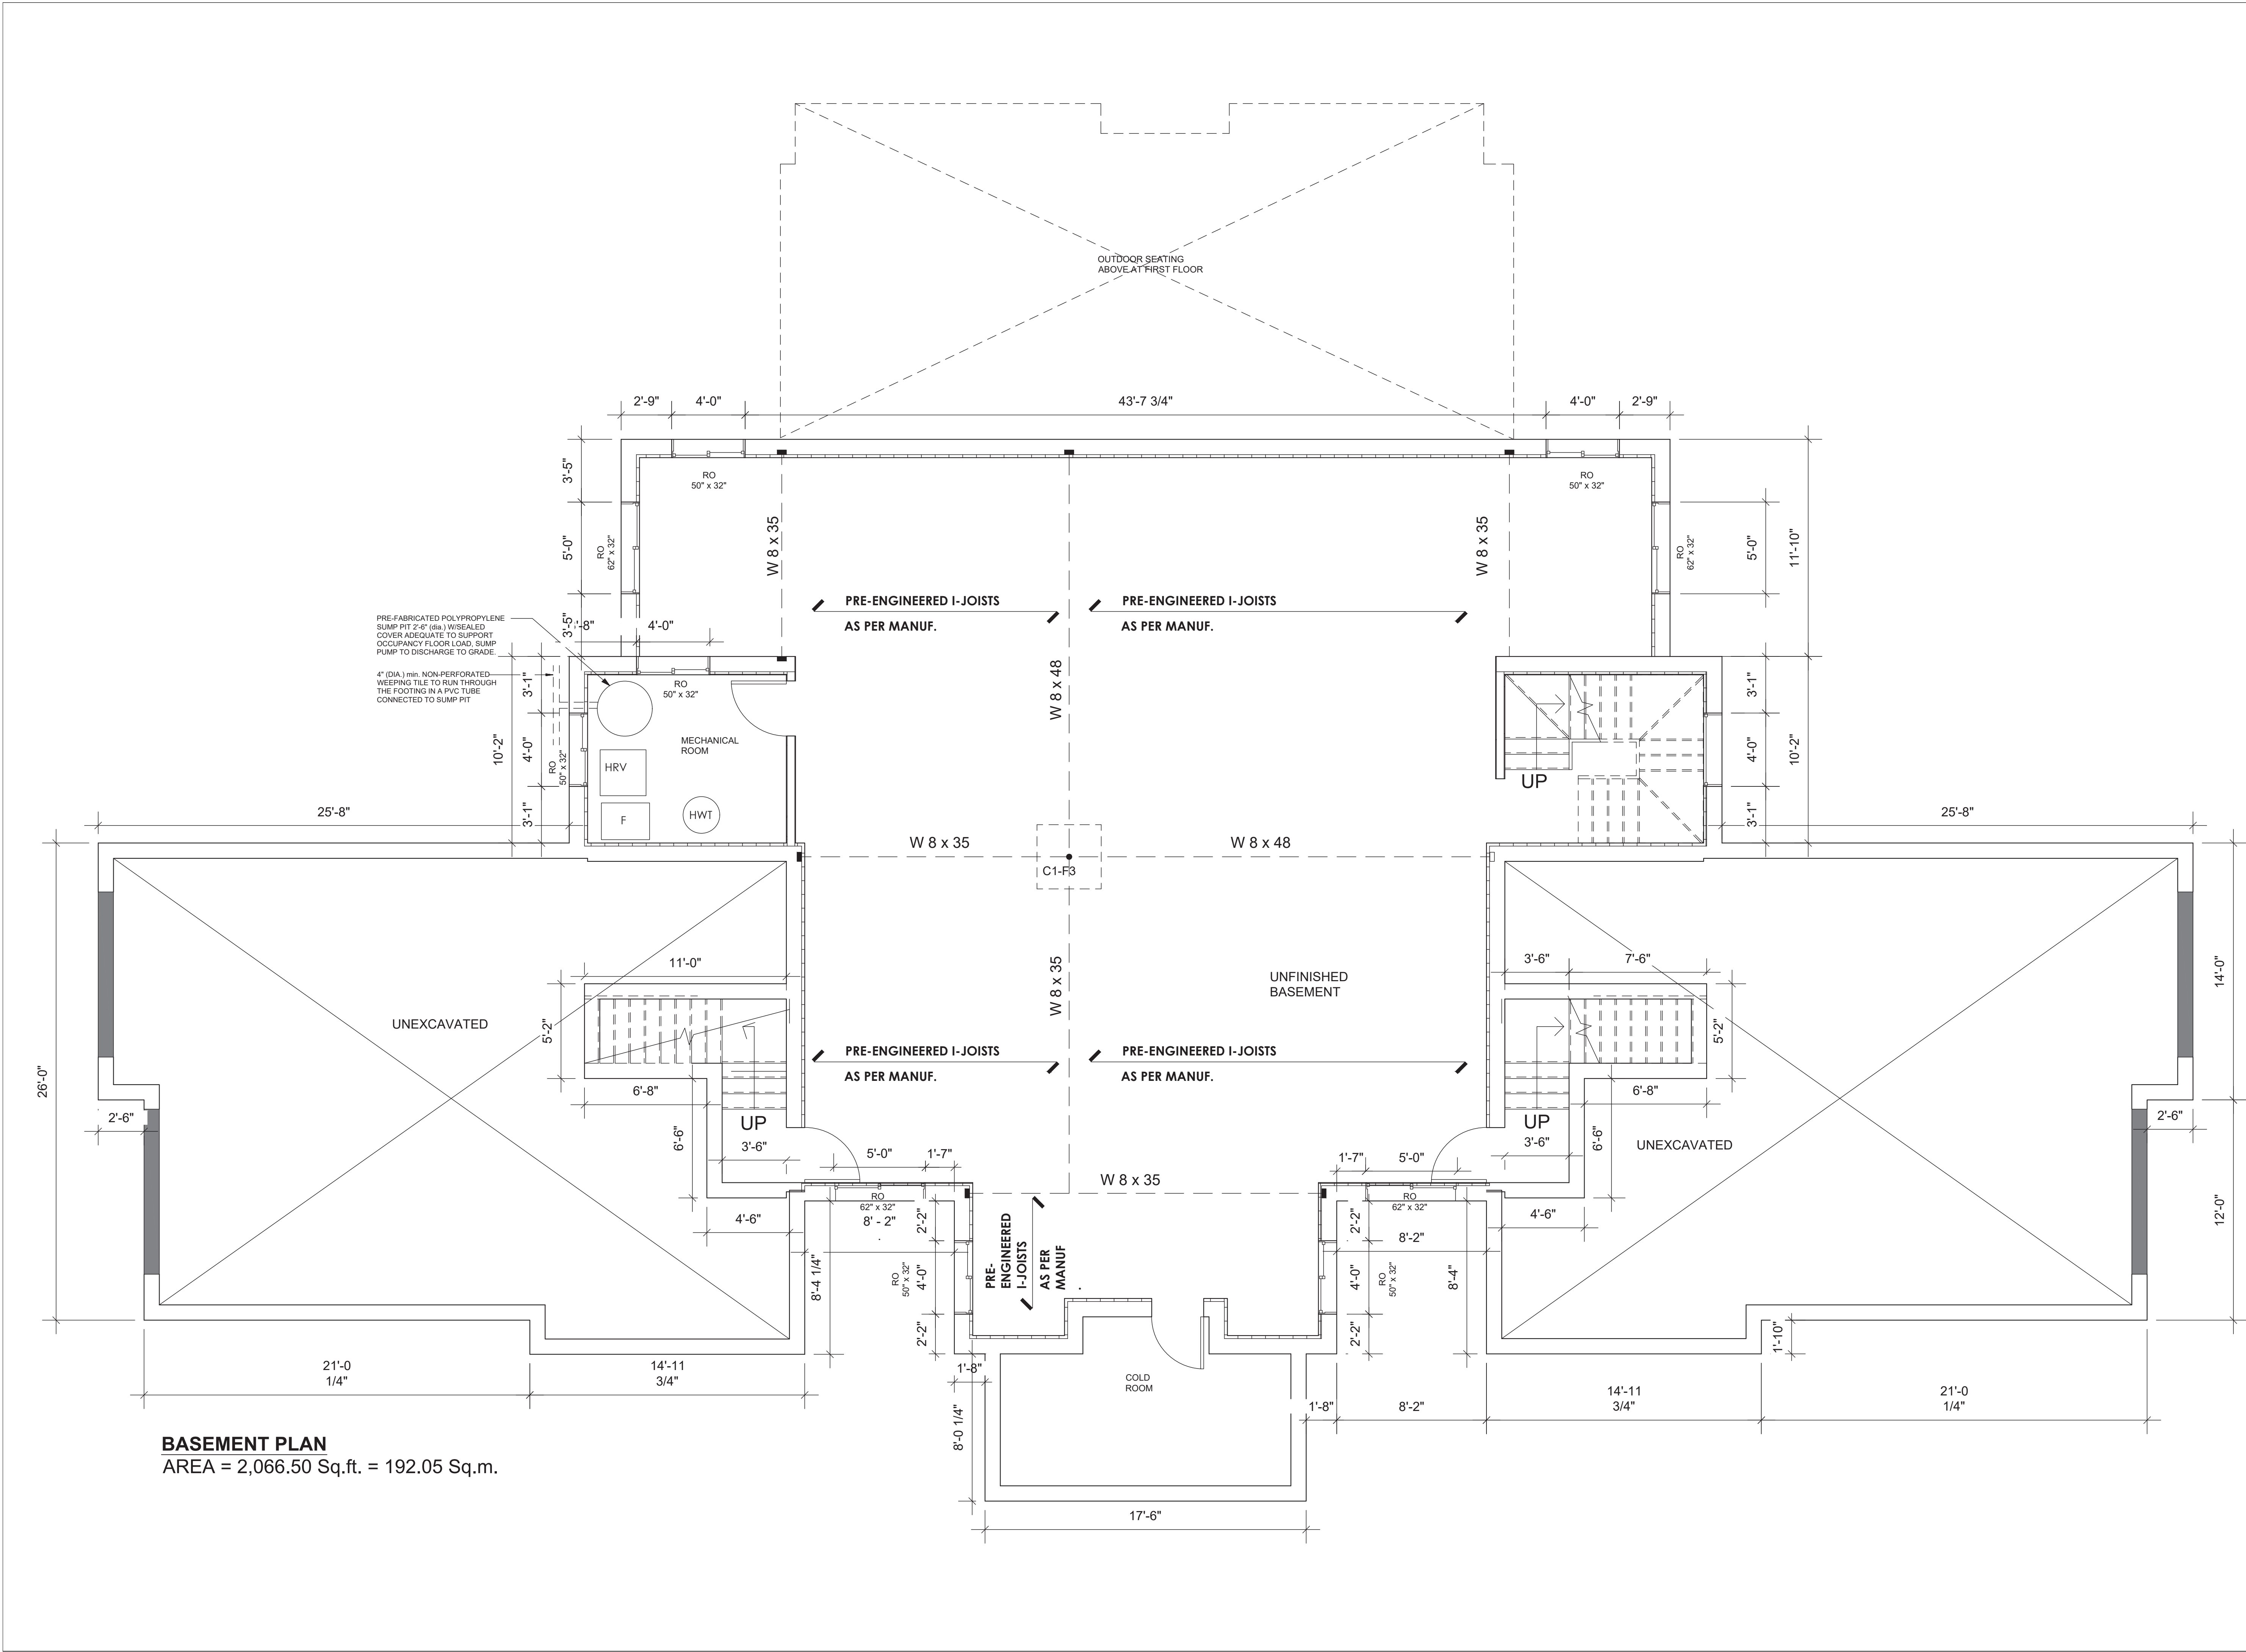 OUTDOOR SEATING
ABOVE AT FIRST FLOOR
2'-9"
4'-0"
43'-7 3/4"
4'-0"
2'-9"
3'-5"
5'-0"
3'-5"
RO
50" x 32"
RO
50" x 32"
RO
62" x 32"
RO
62" x 32"
5'-0"
11'-10"
W 8 x 35
W 8 x 35
PRE-ENGINEERED I-JOISTS
AS PER MANUF.
PRE-ENGINEERED I-JOISTS
AS PER MANUF.
PRE-FABRICATED POLYPROPYLENE
SUMP PIT 2'-6" (dia.) W/SEALED
COVER ADEQUATE TO SUPPORT
OCCUPANCY FLOOR LOAD, SUMP
PUMP TO DISCHARGE TO GRADE.
4" (DIA.) min. NON-PERFORATED
WEEPING TILE TO RUN THROUGH
THE FOOTING IN A PVC TUBE
CONNECTED TO SUMP PIT
'-8"
4'-0"
RO
50" x 32"
W 8 x 48
3'-1"
4'-0"
3'-1"
10'-2"
RO
50" x 32"
MECHANICAL
ROOM
HRV
F
HWT
UP
3'-1"
4'-0"
3'-1"
10'-2"
25'-8"
25'-8"
W 8 x 35
W 8 x 48
C1-F3
26'-0"
11'-0"
UNEXCAVATED
5'-2"
W 8 x 35
UNFINISHED
BASEMENT
3'-6"
7'-6"
5'-2"
14'-0"
PRE-ENGINEERED I-JOISTS
AS PER MANUF.
PRE-ENGINEERED I-JOISTS
AS PER MANUF.
2'-6"
6'-8"
6'-6"
UP
3'-6"
UP
3'-6"
6'-8"
6'-6"
UNEXCAVATED
2'-6"
12'-0"
5'-0"
1'-7"
W 8 x 35
1'-7"
5'-0"
RO
62" x 32"
8' - 2"
.
RO
62" x 32"
8'-2"
4'-6"
4'-6"
2'-2"
4'-0"
2'-2"
RO
50" x 32"
8'-4 1/4"
PRE-
ENGINEERED
I-JOISTS
AS PER
MANUF
.
2'-2"
4'-0"
2'-2"
RO
50" x 32"
8'-4"
1'-10"
21'-0
1/4"
14'-11
3/4"
1'-8"
8'-0 1/4"
COLD
ROOM
1'-8"
8'-2"
14'-11
3/4"
21'-0
1/4"
17'-6"
BASEMENT PLAN
AREA = 2,066.50 Sq.ft. = 192.05 Sq.m.